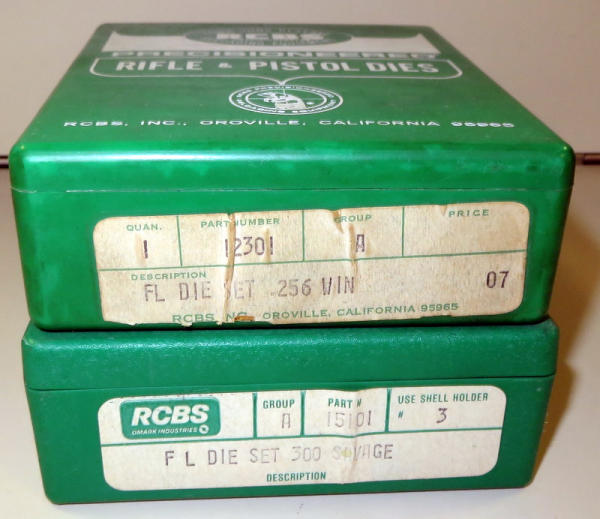 RCBS
PRECISIONEERED
RIFLE & PISTOL DIES
RCBS, INC., OROVILLE, CALIFORNIA 95965
QUAN. PART NUMBER GROUP PRICE
1 12301 A
DESCRIPTION
FL DIE SET .256 WIN 07
RCBS INC. OROVILLE, CALIFORNIA 95965
RCBS
OMARK INDUSTRIES
GROUP PART # USE SHELL HOLDER
A 15101 # 3
F L DIE SET 300 SAVAGE
DESCRIPTION